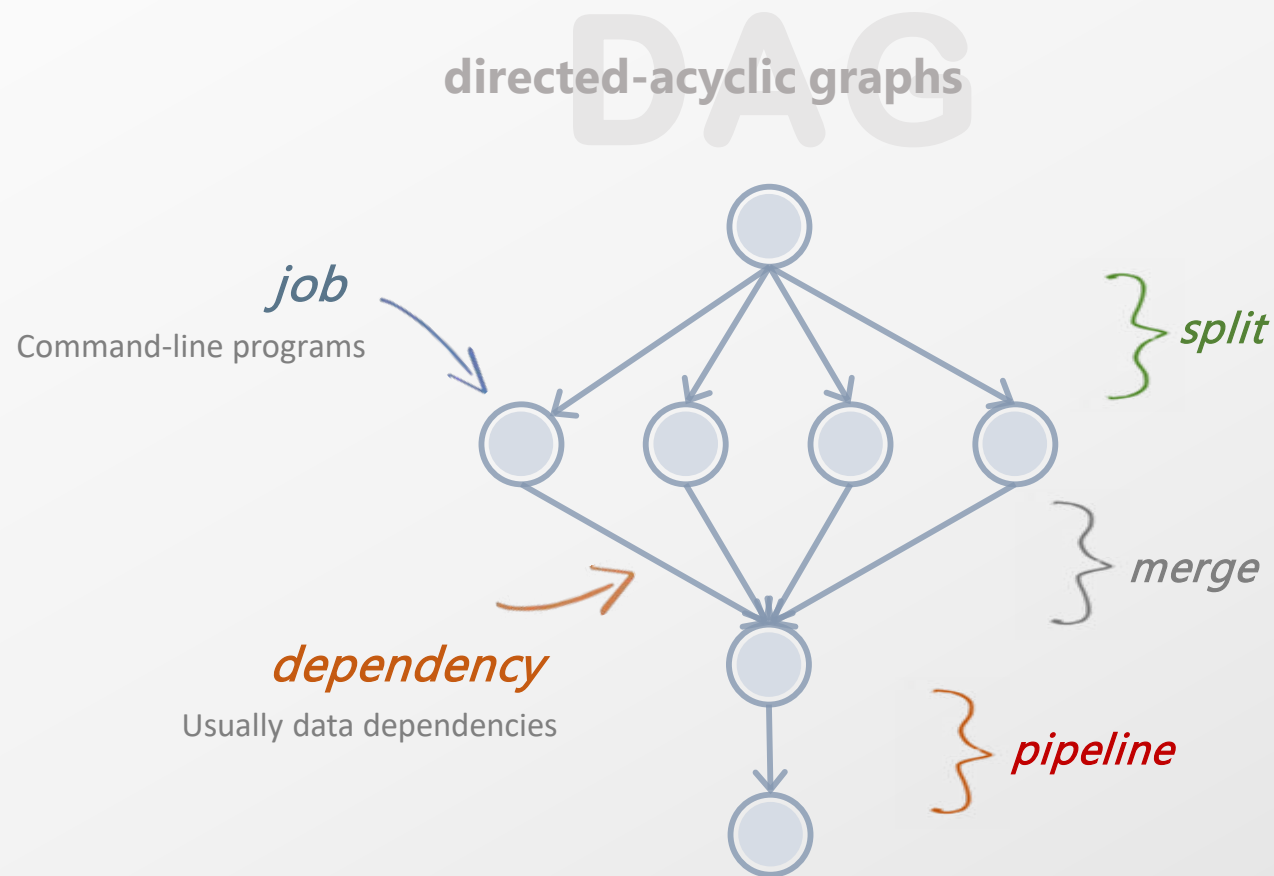 DAG
directed-acyclic graphs
job
Command-line programs
split
merge
dependency
Usually data dependencies
pipeline